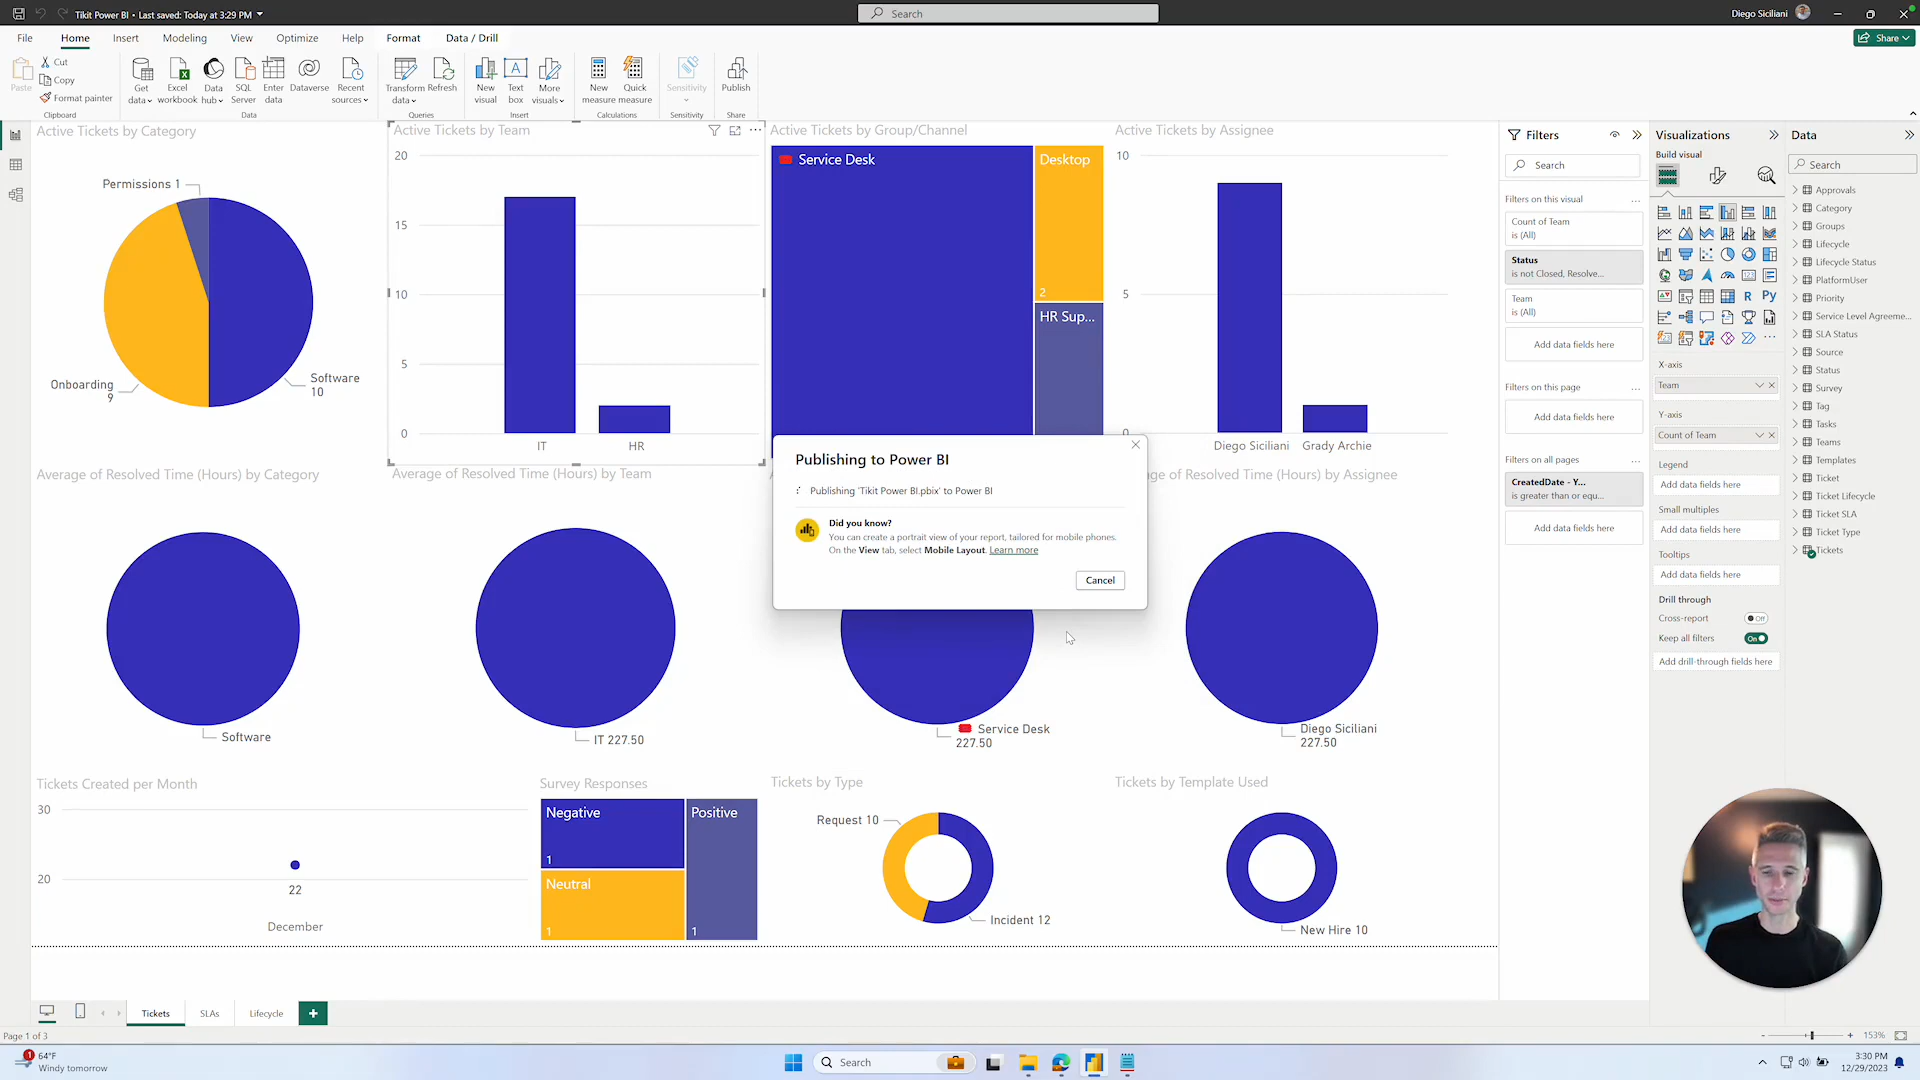 Tikit Power BI • Last saved: Today at 3:29 PM
Search
Diego Siciliani
File Home Insert Modeling View Optimize Help Format Data / Drill
Share
Paste
Cut
Copy
Format painter
Clipboard
Get data
Excel workbook
Data hub
SQL Server
Enter data
Dataverse
Recent sources
Data
Transform data
Refresh
Queries
New visual
Text box
More visuals
Insert
New measure
Quick measure
Calculations
Sensitivity
Sensitivity
Publish
Share
Active Tickets by Category
Permissions 1
Onboarding
9
Software
10
Active Tickets by Team
20
15
10
5
0
IT
HR
Active Tickets by Group/Channel
Service Desk
Desktop
2
HR Sup...
Active Tickets by Assignee
10
5
0
Diego Siciliani
Grady Archie
Publishing to Power BI
Publishing 'Tikit Power BI.pbix' to Power BI
Did you know?
You can create a portrait view of your report, tailored for mobile phones.
On the View tab, select Mobile Layout. Learn more
Cancel
Average of Resolved Time (Hours) by Category
Software
Average of Resolved Time (Hours) by Team
IT 227.50
Service Desk
227.50
ge of Resolved Time (Hours) by Assignee
Diego Siciliani
227.50
Tickets Created per Month
30
20
22
December
Survey Responses
Negative
1
Neutral
1
Positive
1
Tickets by Type
Request 10
Incident 12
Tickets by Template Used
New Hire 10
Filters
Search
Filters on this visual
Count of Team
is (All)
Status
is not Closed, Resolve...
Team
is (All)
Add data fields here
Filters on this page
Add data fields here
Filters on all pages
CreatedDate - Y...
is greater than or equ...
Add data fields here
Visualizations
Build visual
R
Py
X-axis
Team
Y-axis
Count of Team
Legend
Add data fields here
Small multiples
Add data fields here
Tooltips
Add data fields here
Drill through
Cross-report
Off
Keep all filters
On
Add drill-through fields here
Data
Search
Approvals
Category
Groups
Lifecycle
Lifecycle Status
PlatformUser
Priority
Service Level Agreeme...
SLA Status
Source
Status
Survey
Tag
Tasks
Teams
Templates
Ticket
Ticket Lifecycle
Ticket SLA
Ticket Type
Tickets
Tickets
SLAs
Lifecycle
Page 1 of 3
153%
1
64°F
Windy tomorrow
Search
3:30 PM
12/29/2023